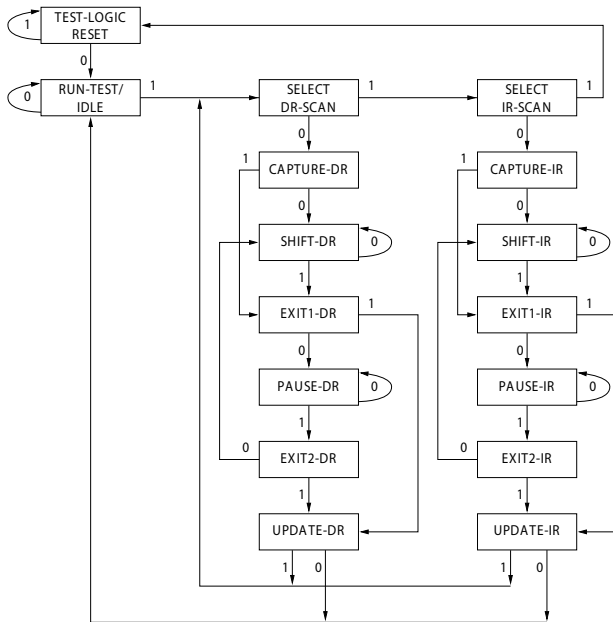 TEST-LOGIC
RESET
1
0
RUN-TEST/
IDLE
0
1
SELECT
DR-SCAN
1
SELECT
IR-SCAN
1
0
0
1
CAPTURE-DR
1
CAPTURE-IR
0
0
SHIFT-DR
0
SHIFT-IR
0
1
1
EXIT1-DR
1
EXIT1-IR
1
0
0
PAUSE-DR
0
PAUSE-IR
0
1
1
0
EXIT2-DR
0
EXIT2-IR
1
1
UPDATE-DR
UPDATE-IR
1
0
1
0